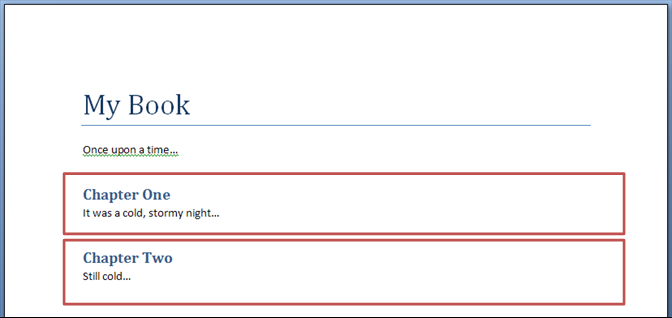 My Book
Once upon a time...
Chapter One
It was a cold, stormy night...
Chapter Two
Still cold...